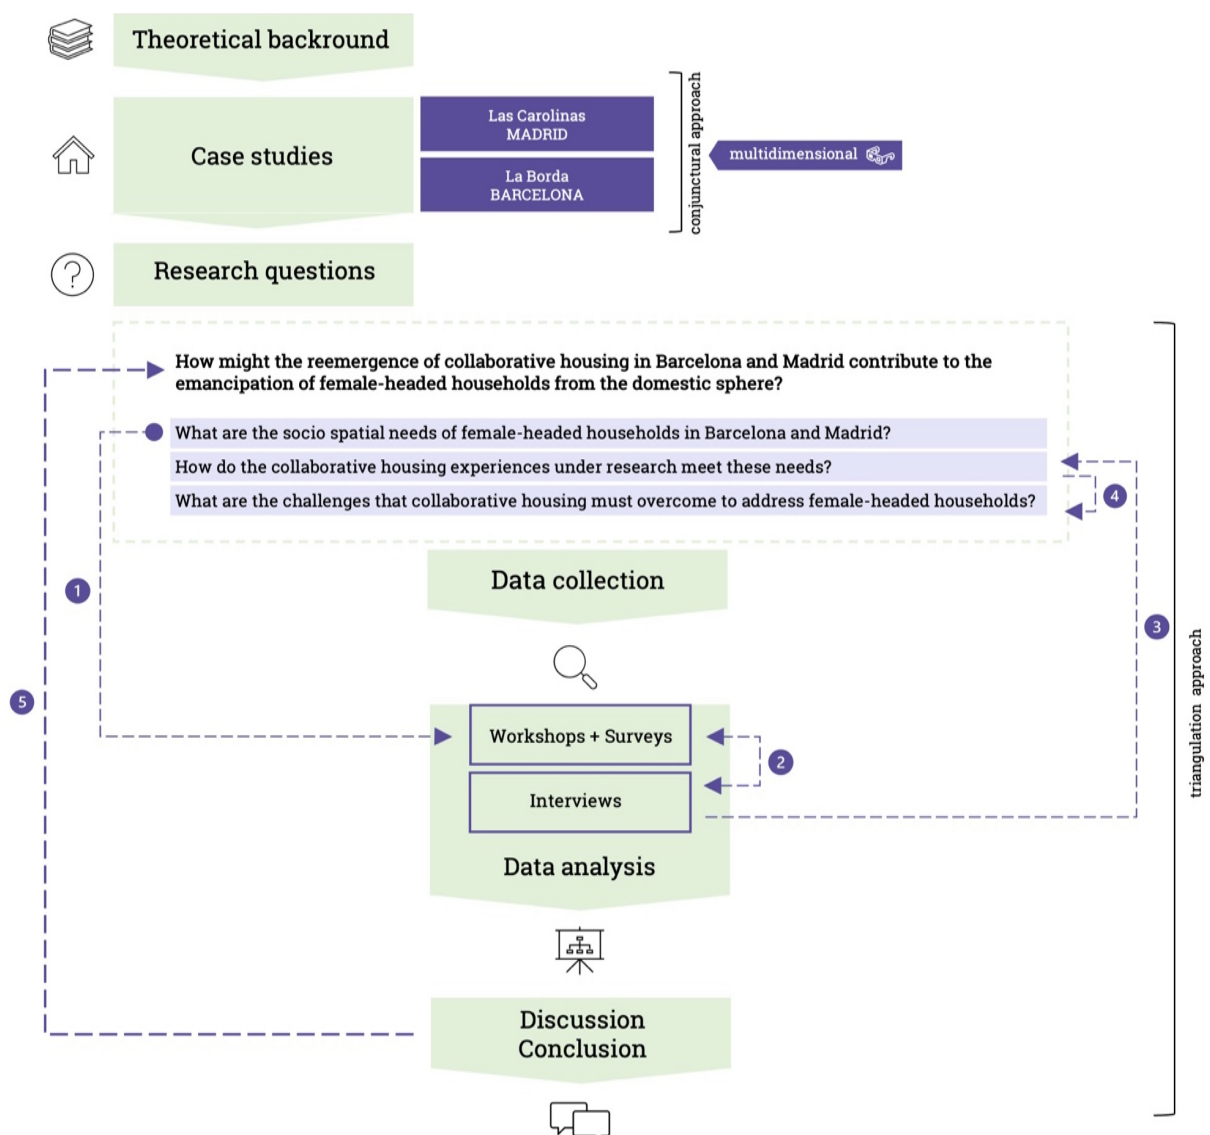 Theoretical backround
Case studies
Las Carolinas
MADRID
La Borda
BARCELONA
conjunctural approach
multidimensional
Research questions
?
How might the reemergence of collaborative housing in Barcelona and Madrid contribute to the
emancipation of female-headed households from the domestic sphere?
What are the socio spatial needs of female-headed households in Barcelona and Madrid?
How do the collaborative housing experiences under research meet these needs?
What are the challenges that collaborative housing must overcome to address female-headed households?
4
Data collection
1
3
triangulation approach
5
Workshops + Surveys
2
Interviews
Data analysis
Discussion
Conclusion